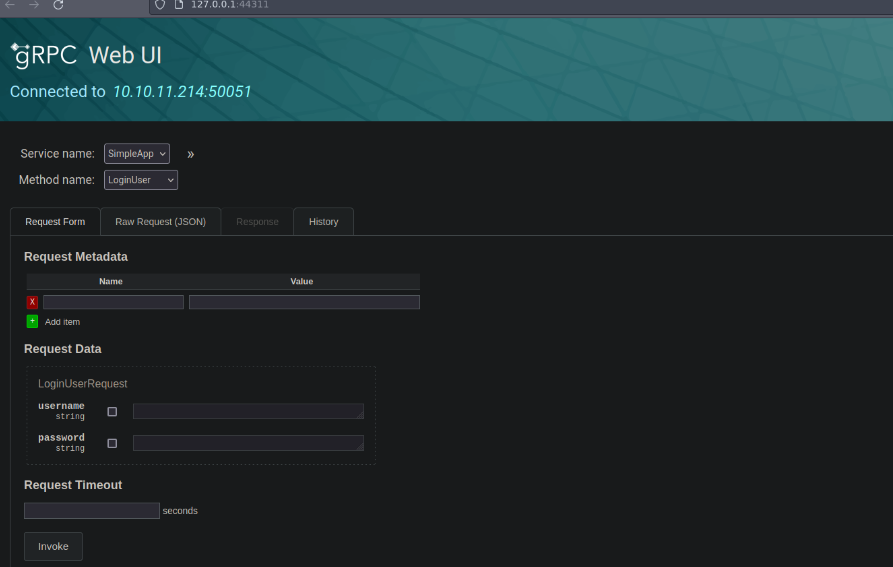 127.0.0.1:44311
gRPC Web UI
Connected to 10.10.11.214:50051
Service name: SimpleApp »
Method name: LoginUser
Request Form Raw Request (JSON) Response History
Request Metadata
Name Value
X
+ Add item
Request Data
LoginUserRequest
username
string
password
string
Request Timeout
seconds
Invoke